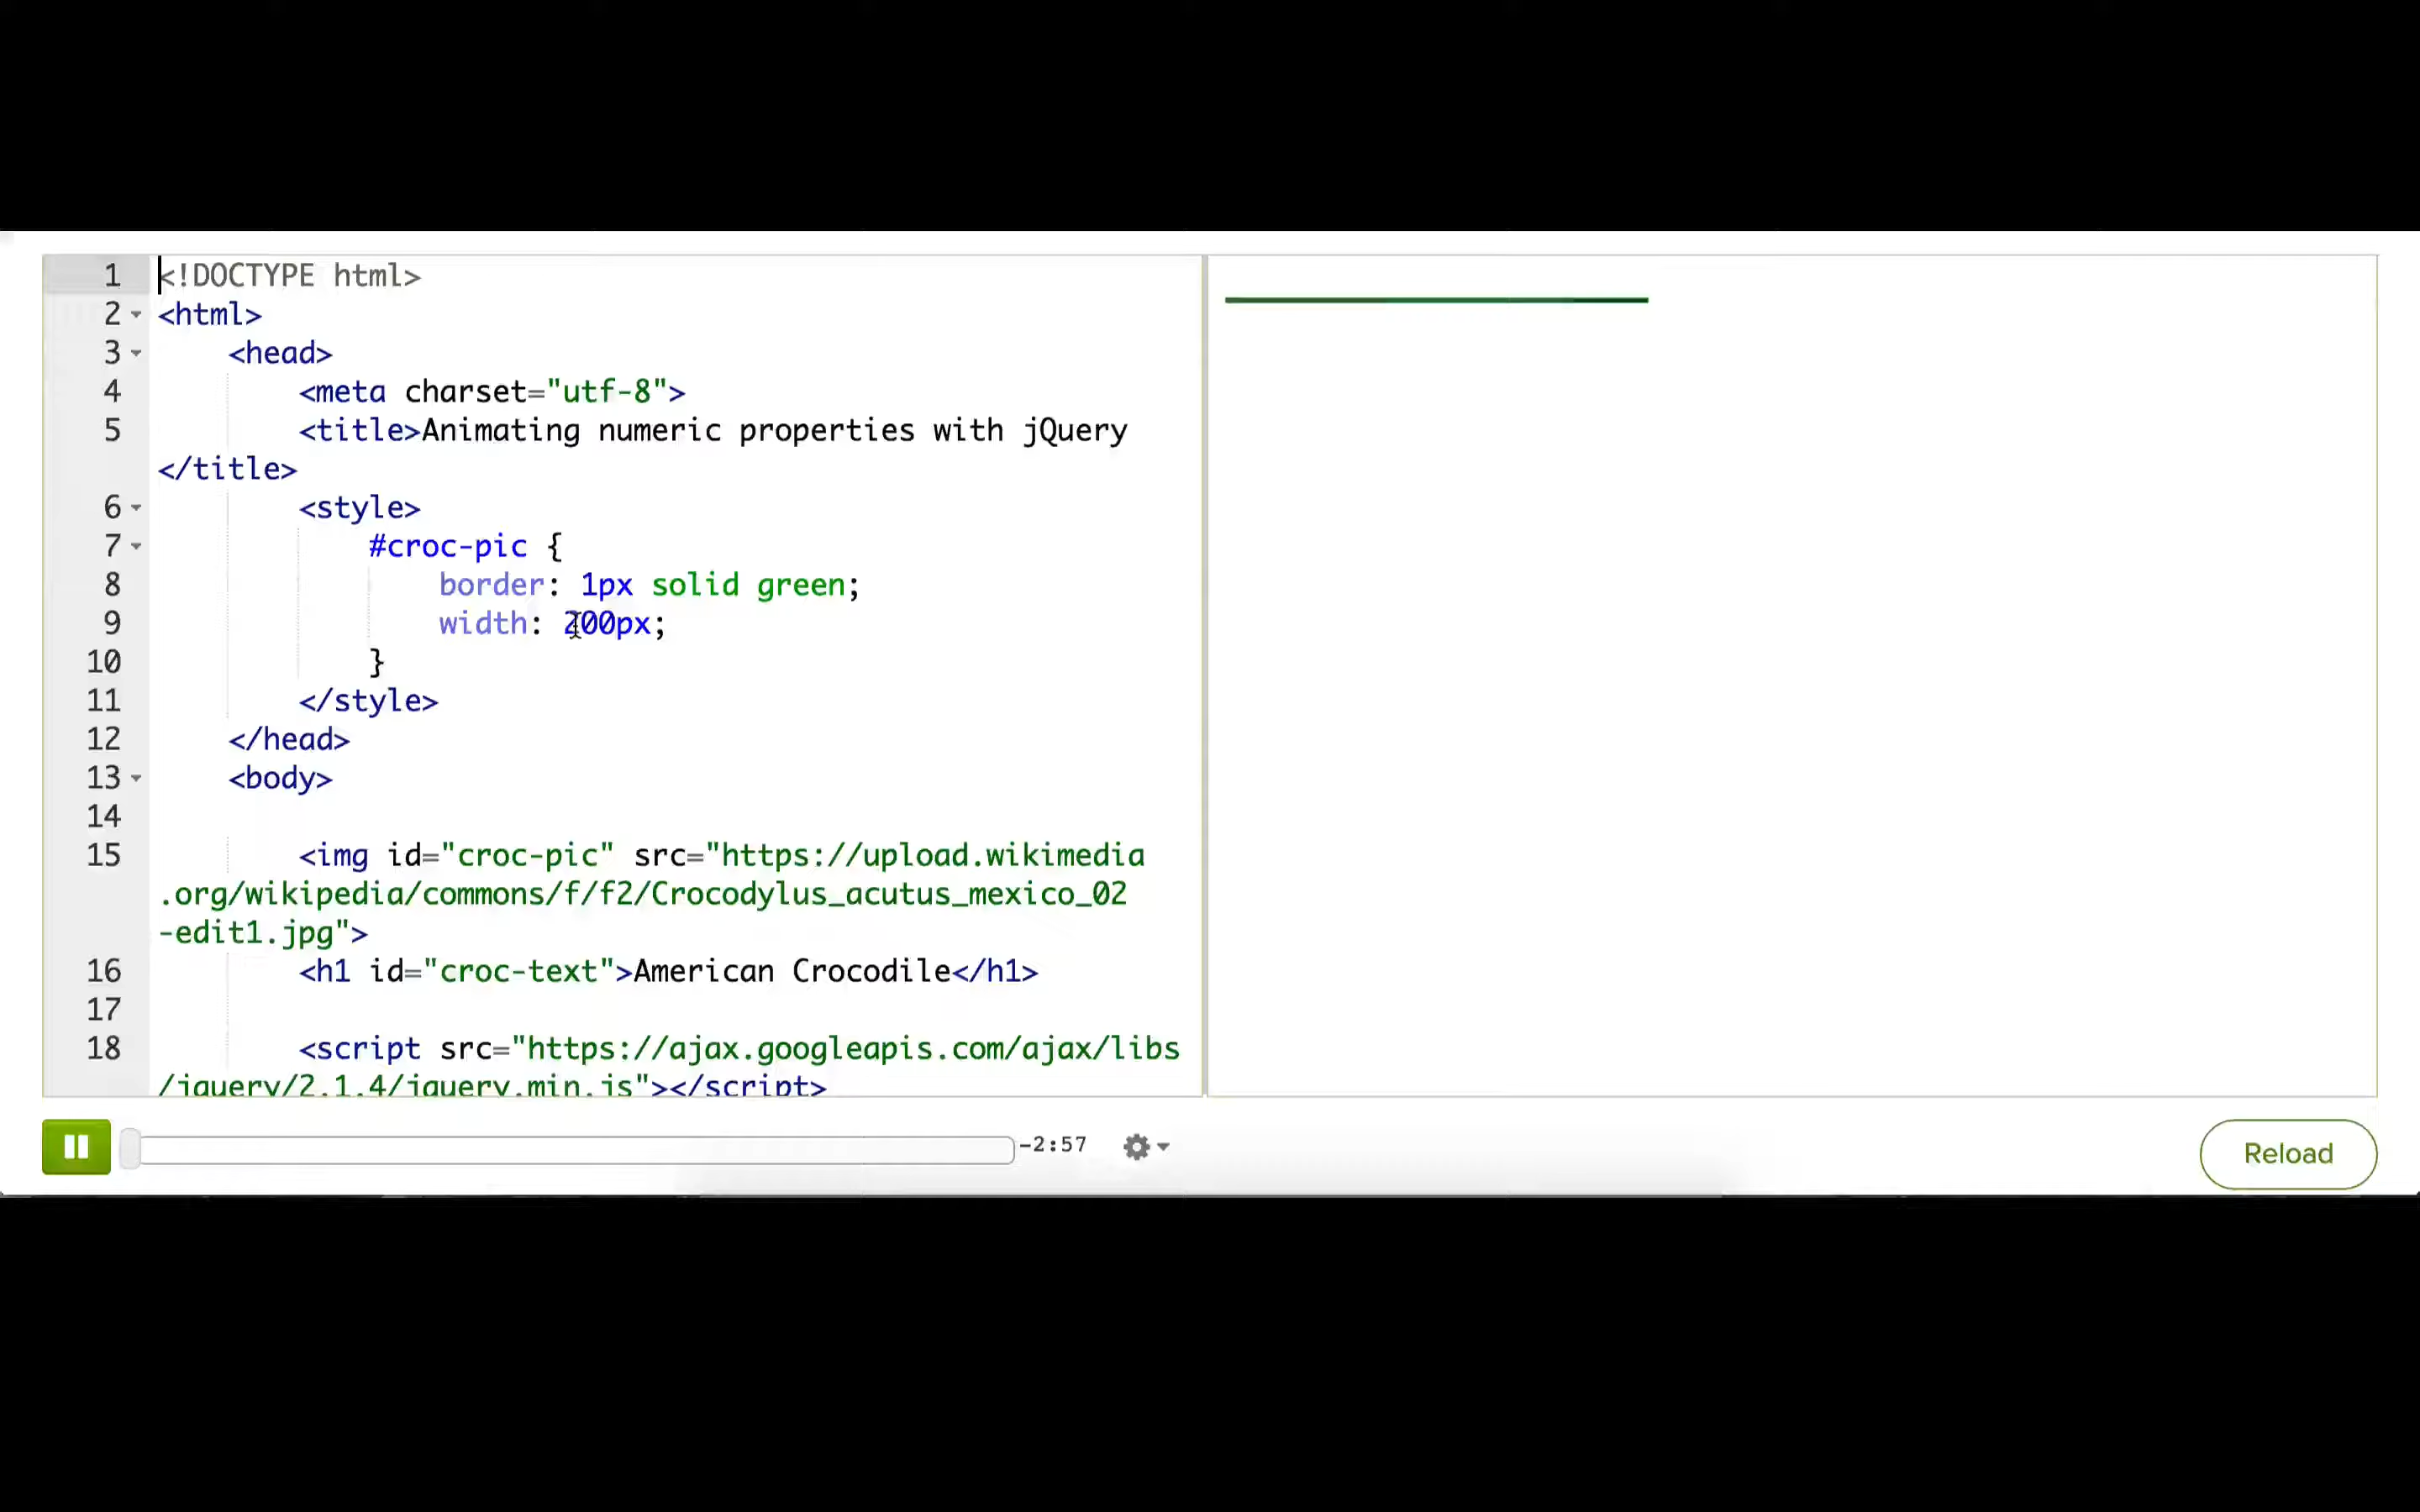 1 <!DOCTYPE html>
2 <html>
3 <head>
4 <meta charset="utf-8">
5 <title>Animating numeric properties with jQuery
</title>
6 <style>
7 #croc-pic {
8 border: 1px solid green;
9 width: 200px;
10 }
11 </style>
12 </head>
13 <body>
14
15 <img id="croc-pic" src="https://upload.wikimedia
.org/wikipedia/commons/f/f2/Crocodylus_acutus_mexico_02
-edit1.jpg">
16 <h1 id="croc-text">American Crocodile</h1>
17
18 <script src="https://ajax.googleapis.com/ajax/libs
/jquery/2.1.4/jquery.min.js"></script>
-2:57
Reload